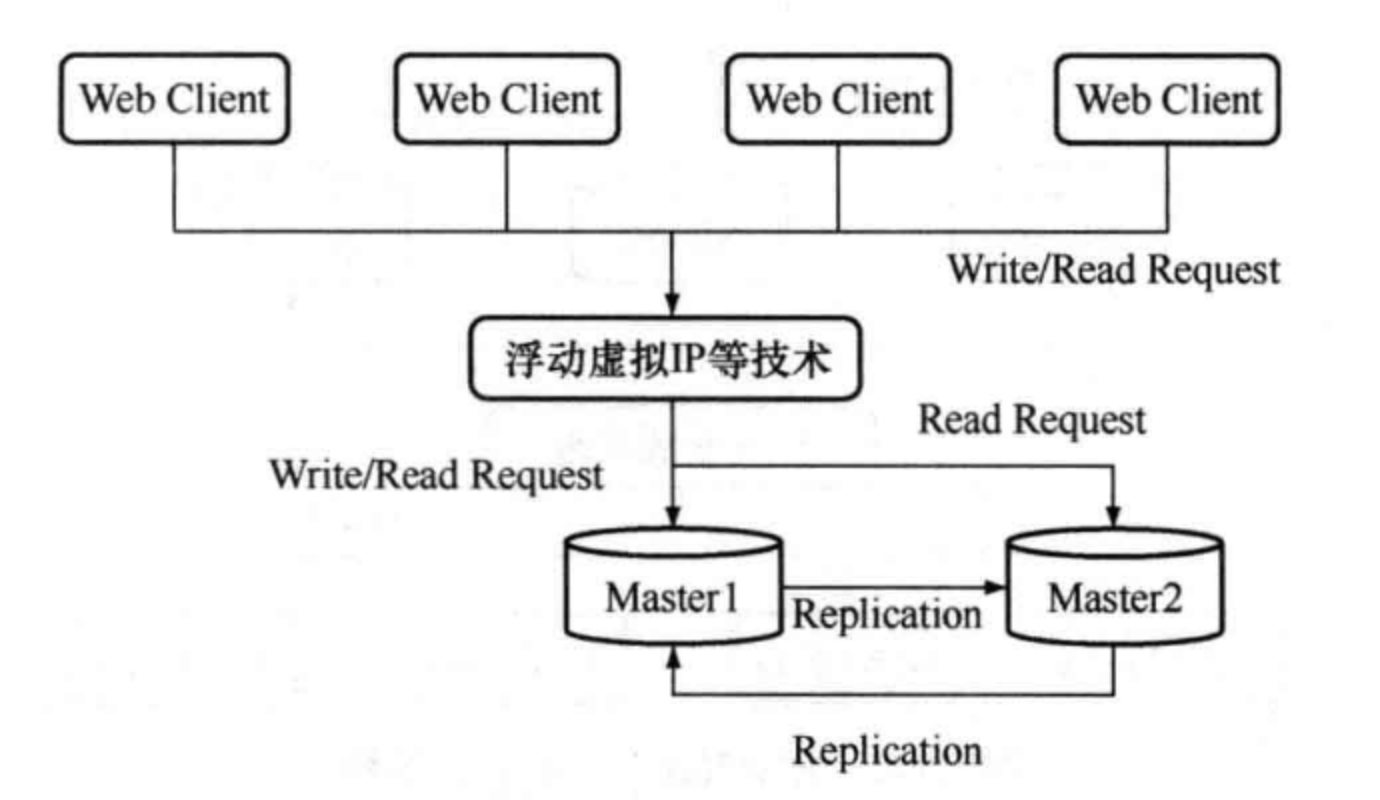 Web Client
Web Client
Web Client
Web Client
Write/Read Request
浮动虚拟IP等技术
Read Request
Write/Read Request
Master1
Replication
Master2
Replication